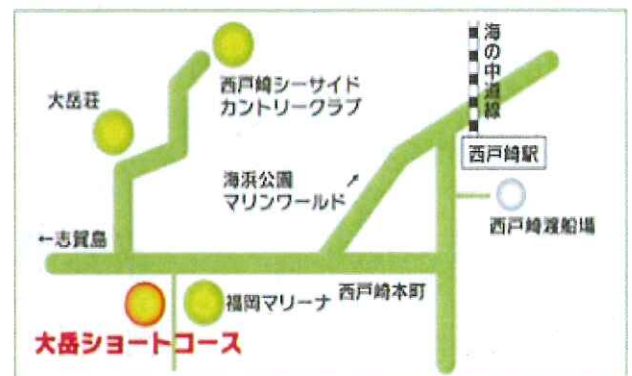 海の中道線
西戸崎シーサイド
カントリークラブ
大岳荘
西戸崎駅
海浜公園
マリンワールド
↗
西戸崎渡船場
←志賀島
福岡マリーナ
西戸崎本町
大岳ショートコース